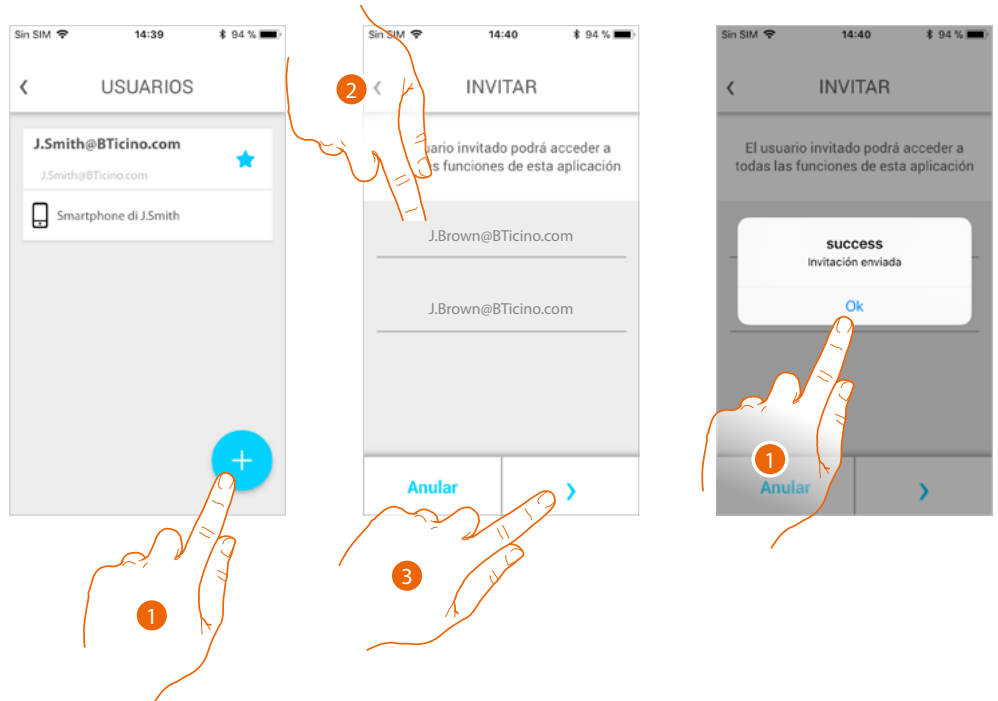 Sin SIM 14:39 94 %
USUARIOS
J.Smith@BTicino.com
J.Smith@BTicino.com
Smartphone di J.Smith
+
1
Sin SIM 14:40 94 %
2
INVITAR
uario invitado podrá acceder a
s funciones de esta aplicación
J.Brown@BTicino.com
J.Brown@BTicino.com
Anular
3
Sin SIM 14:40 94 %
INVITAR
El usuario invitado podrá acceder a
todas las funciones de esta aplicación
success
Invitación enviada
Ok
1
Anular